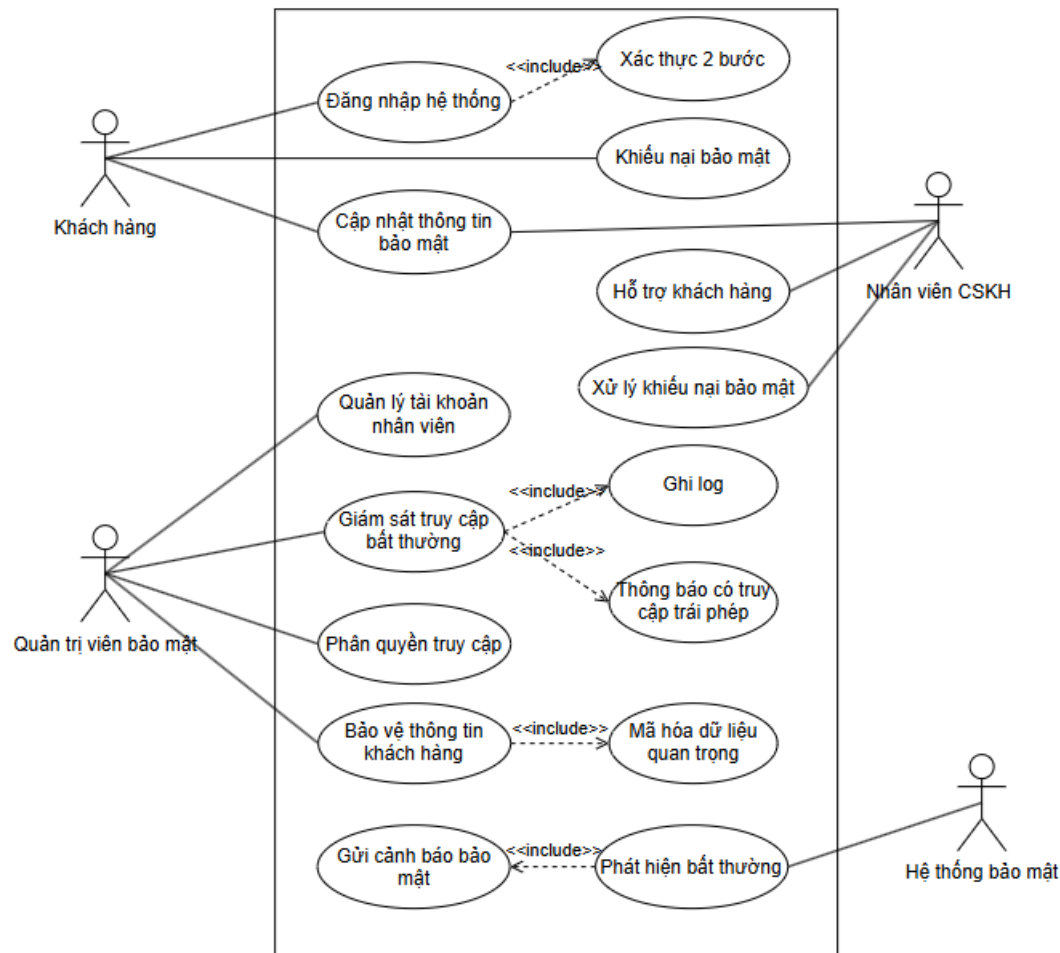 Xác thực 2 bước
<<include>>
Đăng nhập hệ thống
Khiếu nại bảo mật
Khách hàng
Cập nhật thông tin
bảo mật
Hỗ trợ khách hàng
Nhân viên CSKH
Xử lý khiếu nại bảo mật
Quản lý tài khoản
nhân viên
<<include>>
Ghi log
Giám sát truy cập
bất thường
<<include>>
Thông báo có truy
cập trái phép
Quản trị viên bảo mật
Phân quyền truy cập
Bảo vệ thông tin
khách hàng
<<include>>
Mã hóa dữ liệu
quan trọng
Gửi cảnh báo bảo
mật
<<include>>
Phát hiện bất thường
Hệ thống bảo mật